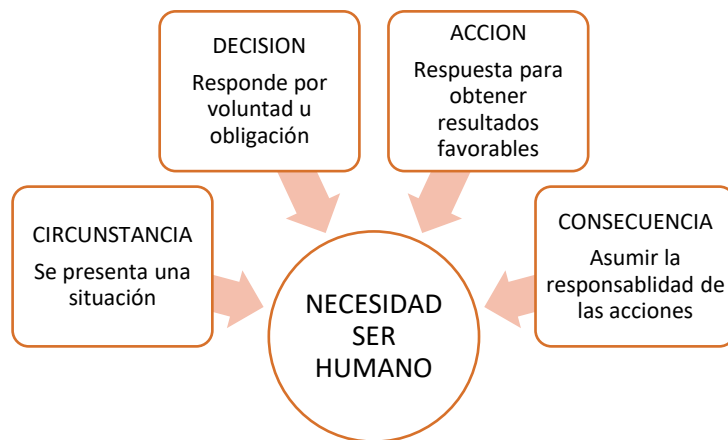 CIRCUNSTANCIA
Se presenta una
situación
DECISION
Responde por
voluntad u
obligación
ACCION
Respuesta para
obtener
resultados
favorables
CONSECUENCIA
Asumir la
responsablidad de
las acciones
NECESIDAD
SER
HUMANO